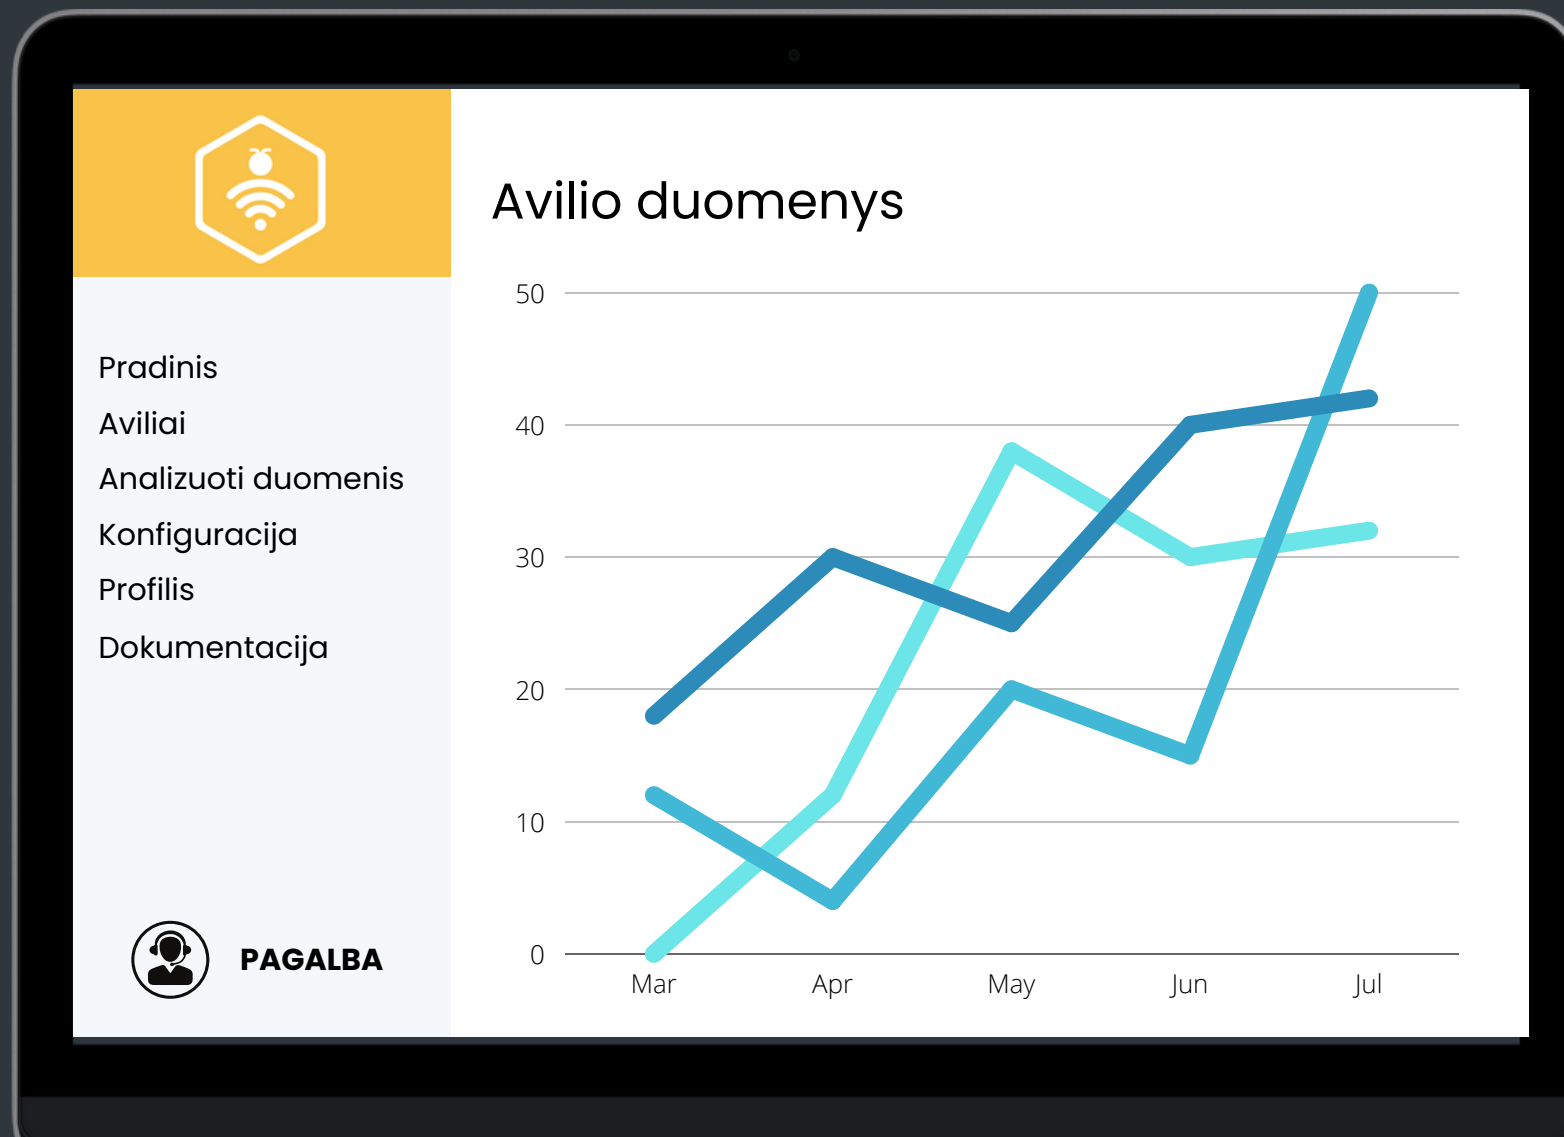 Avilio duomenys
Pradinis
Aviliai
Analizuoti duomenis
Konfiguracija
Profilis
Dokumentacija
PAGALBA
50
40
30
20
10
0
Mar Apr May Jun Jul